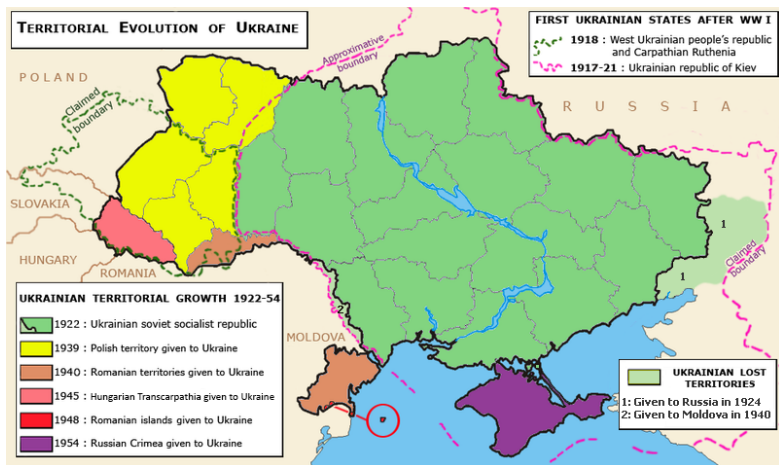 TERRITORIAL EVOLUTION OF UKRAINE
FIRST UKRAINIAN STATES AFTER WW I
1918 : West Ukrainian people's republic
and Carpathian Ruthenia
1917-21 : Ukrainian republic of Kiev
Approximative
boundary
POLAND
Claimed
boundary
RUSSIA
SLOVAKIA
HUNGARY
ROMANIA
1
1
Claimed
boundary
2
MOLDOVA
UKRAINIAN TERRITORIAL GROWTH 1922-54
1922 : Ukrainian soviet socialist republic
1939 : Polish territory given to Ukraine
1940 : Romanian territories given to Ukraine
1945 : Hungarian Transcarpathia given to Ukraine
1948 : Romanian islands given to Ukraine
1954 : Russian Crimea given to Ukraine
UKRAINIAN LOST
TERRITORIES
1: Given to Russia in 1924
2: Given to Moldova in 1940